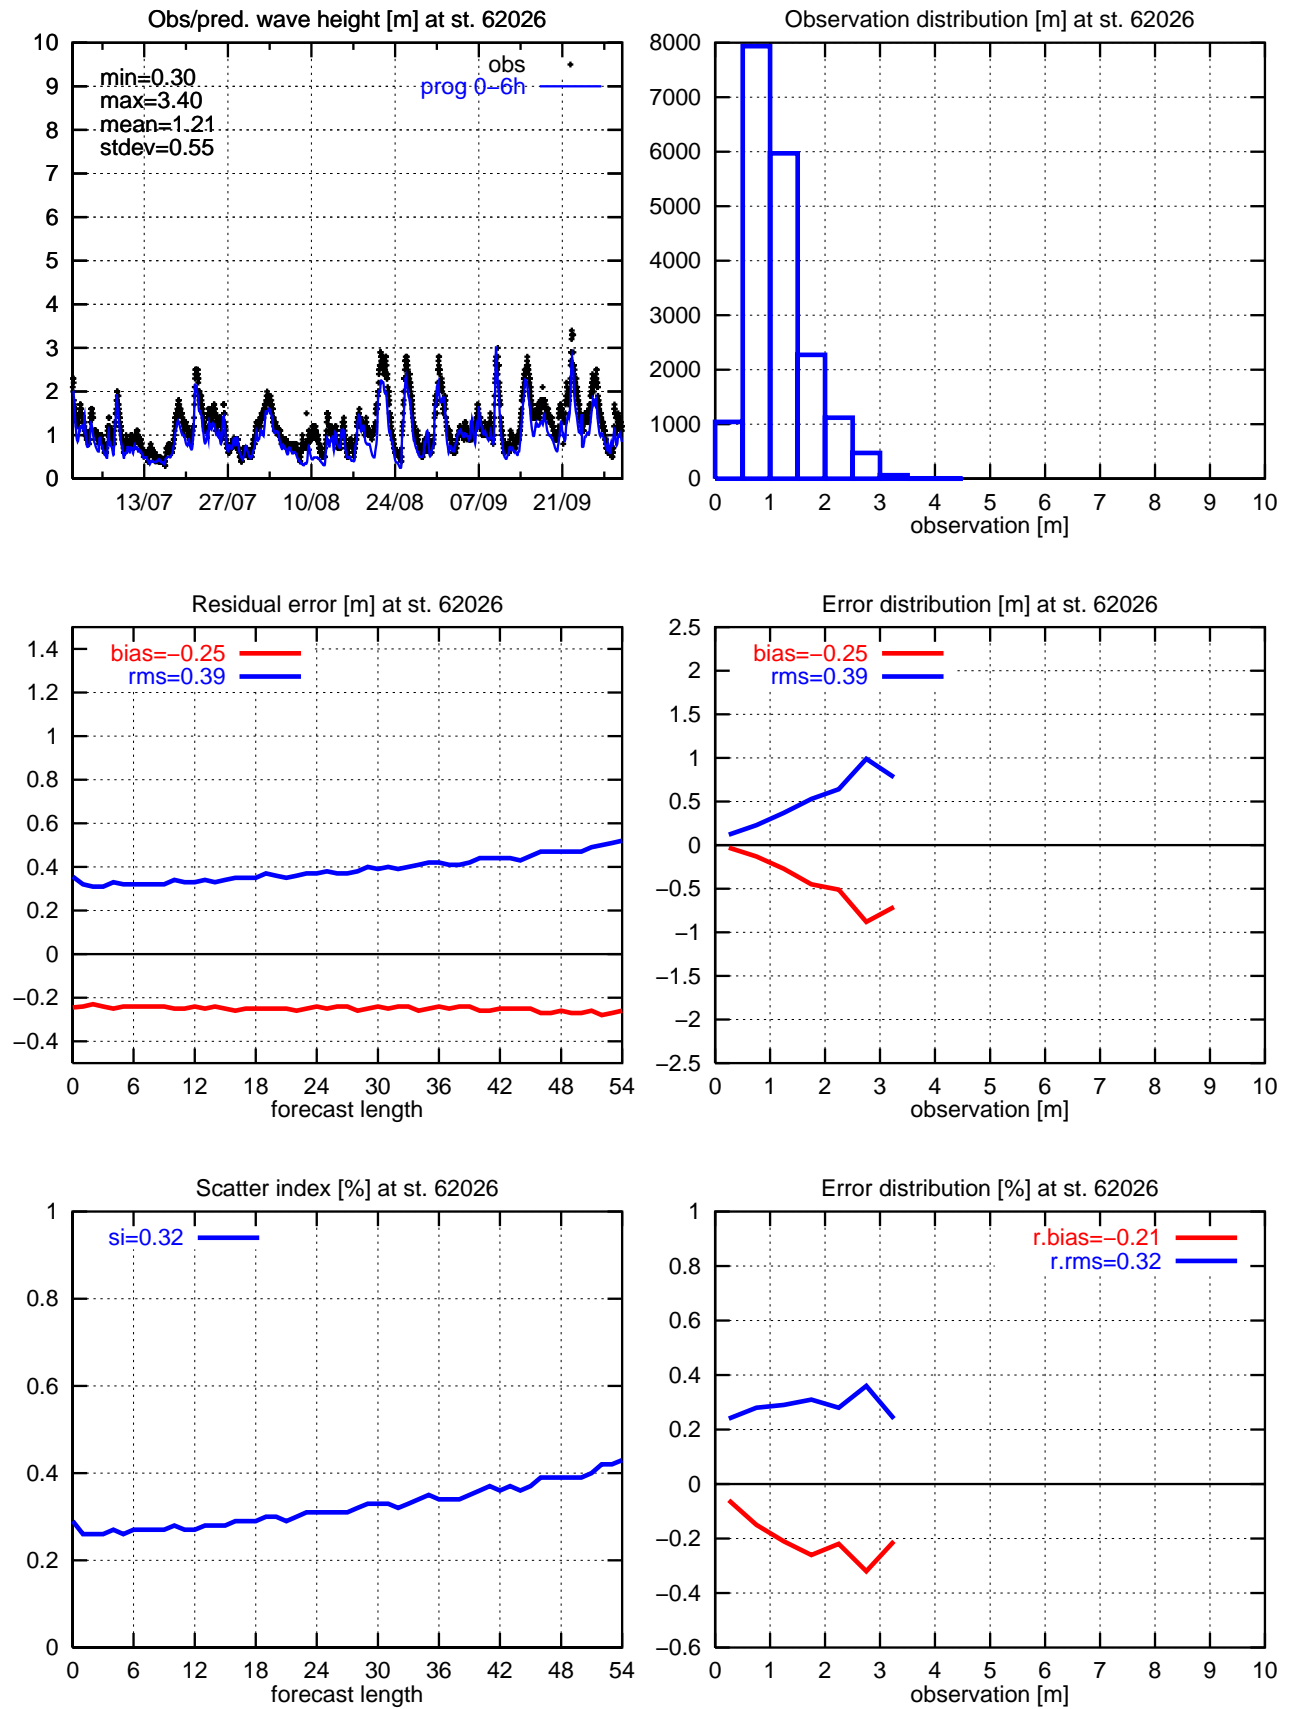 Obs/pred. wave height [m] at st. 62026
10
9
8
7
6
5
4
3
2
1
0
min=0.30
max=3.40
mean=1.21
stdev=0.55
obs
prog 0−6h
13/07 27/07 10/08 24/08 07/09 21/09
Observation distribution [m] at st. 62026
8000
7000
6000
5000
4000
3000
2000
1000
0
0 1 2 3 4 5 6 7 8 9 10
observation [m]
Residual error [m] at st. 62026
1.4
1.2
1
0.8
0.6
0.4
0.2
0
−0.2
−0.4
bias=−0.25
rms=0.39
0 6 12 18 24 30 36 42 48 54
forecast length
Error distribution [m] at st. 62026
2.5
2
1.5
1
0.5
0
−0.5
−1
−1.5
−2
−2.5
bias=−0.25
rms=0.39
0 1 2 3 4 5 6 7 8 9 10
observation [m]
Scatter index [%] at st. 62026
1
0.8
0.6
0.4
0.2
0
si=0.32
0 6 12 18 24 30 36 42 48 54
forecast length
Error distribution [%] at st. 62026
1
0.8
0.6
0.4
0.2
0
−0.2
−0.4
−0.6
r.bias=−0.21
r.rms=0.32
0 1 2 3 4 5 6 7 8 9 10
observation [m]